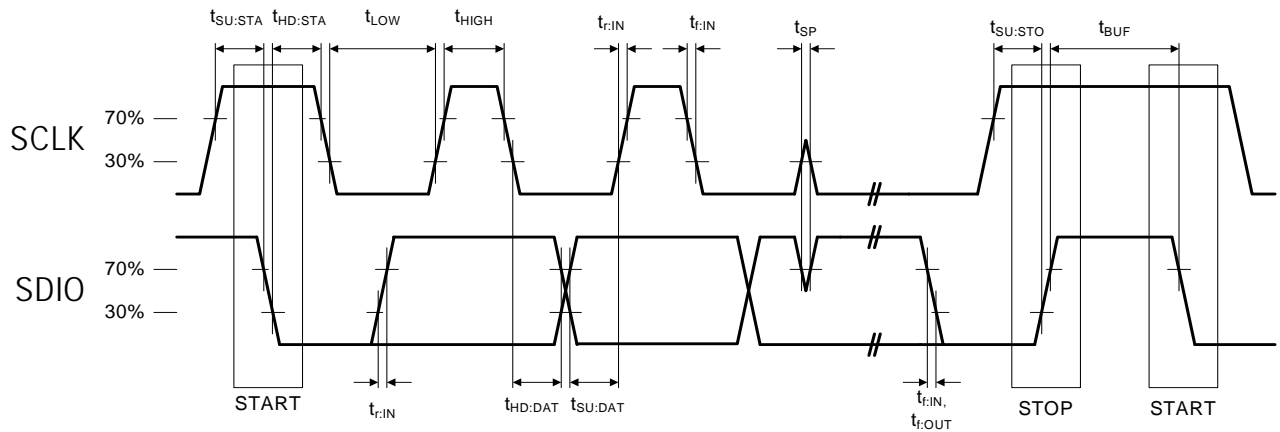 tSU:STA tHD:STA tLOW tHIGH tr:IN tf:IN tSP tSU:STO tBUF
SCLK
70%
30%
SDIO
70%
30%
START
tr:IN
tHD:DAT
tSU:DAT
tf:IN,
tf:OUT
STOP
START